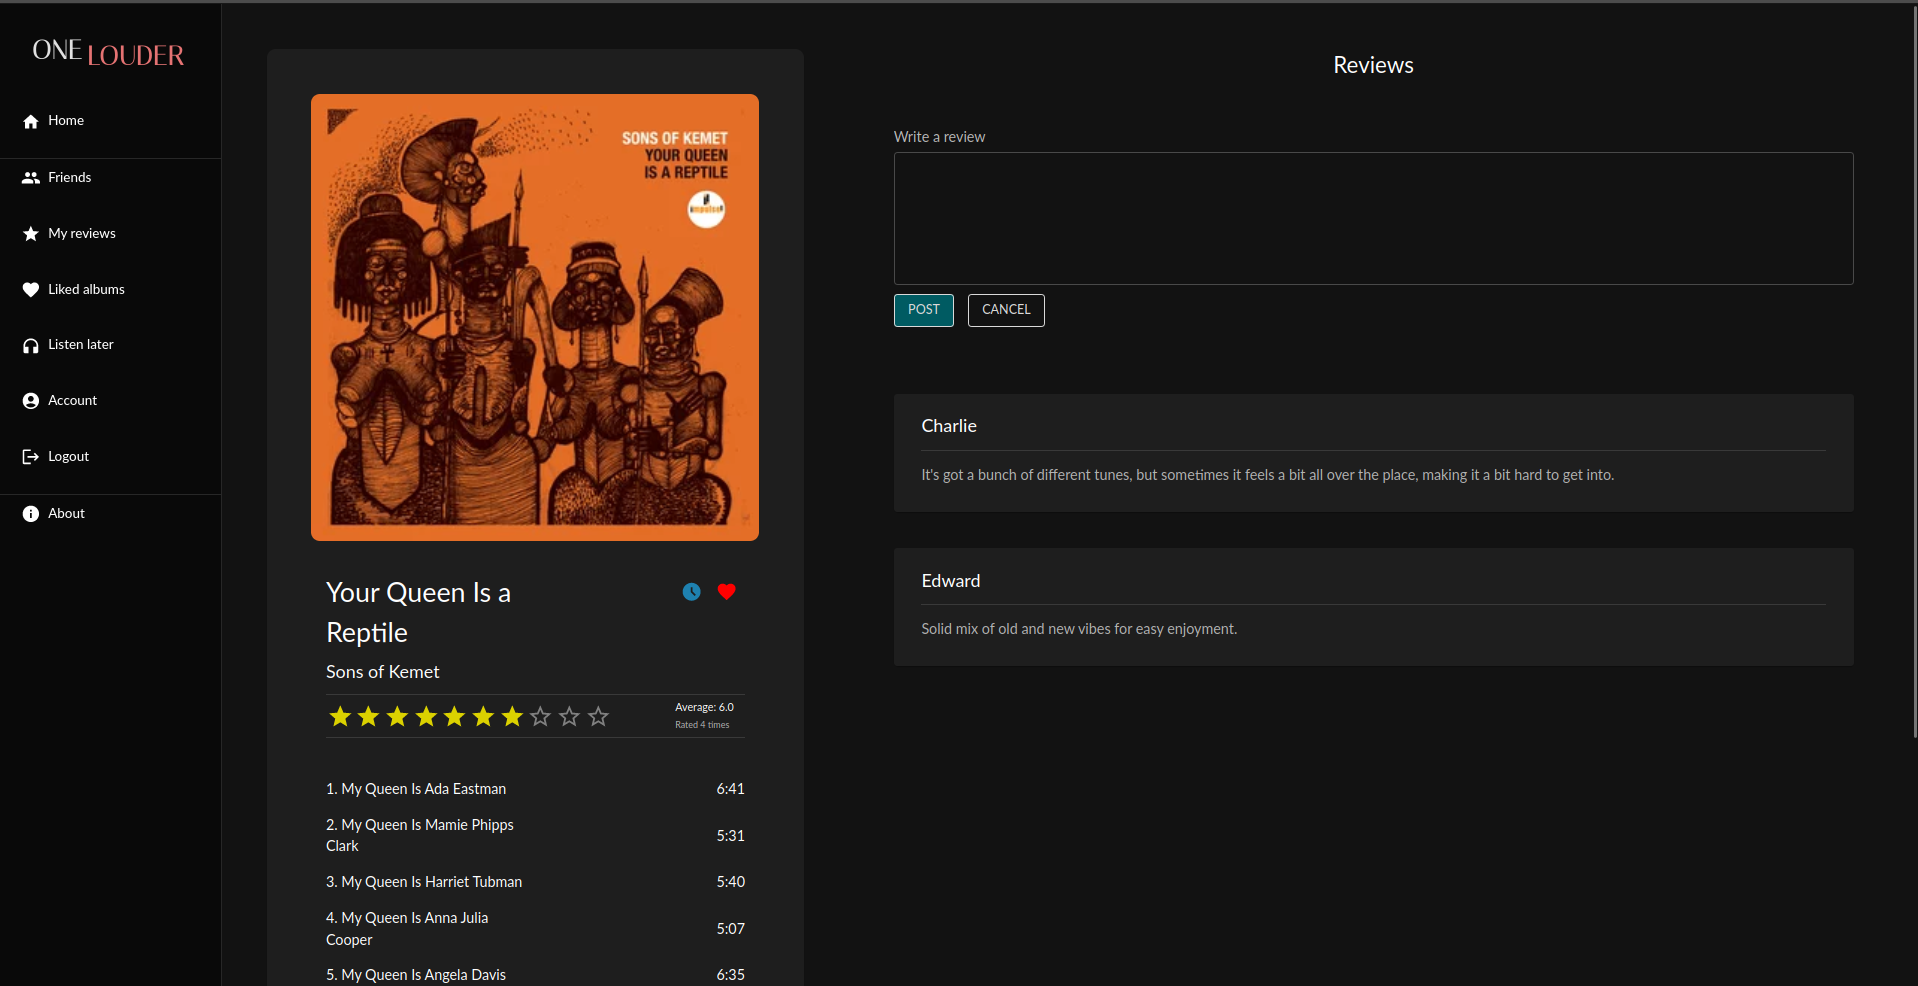 ONE LOUDER
Home
Friends
My reviews
Liked albums
Listen later
Account
Logout
About
SONS OF KEMET
YOUR QUEEN
IS A REPTILE
impulse!
Your Queen Is a
Reptile
Sons of Kemet
Average: 6.0
Rated 4 times
1. My Queen Is Ada Eastman 6:41
2. My Queen Is Mamie Phipps
Clark 5:31
3. My Queen Is Harriet Tubman 5:40
4. My Queen Is Anna Julia
Cooper 5:07
5. My Queen Is Angela Davis 6:35
Reviews
Write a review
POST CANCEL
Charlie
It's got a bunch of different tunes, but sometimes it feels a bit all over the place, making it a bit hard to get into.
Edward
Solid mix of old and new vibes for easy enjoyment.